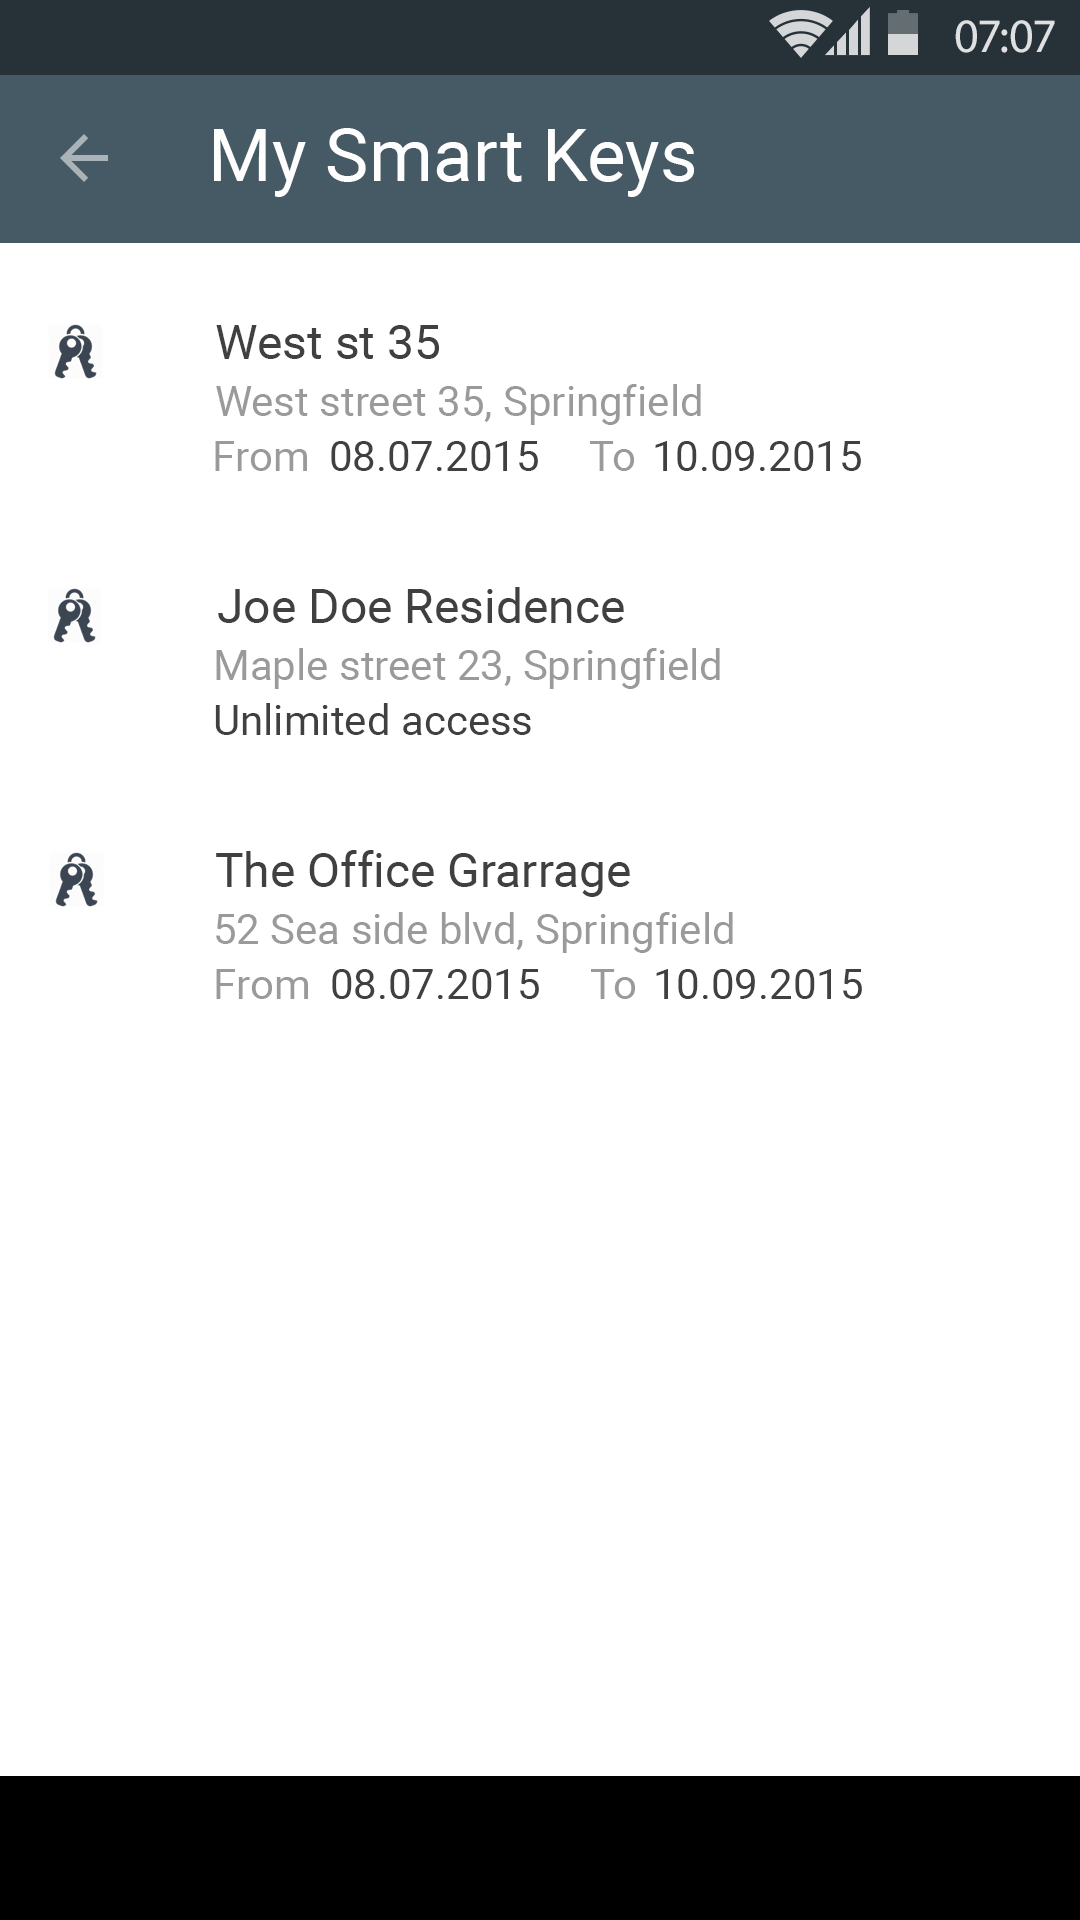 07:07
My Smart Keys
West st 35
West street 35, Springfield
From 08.07.2015 To 10.09.2015
Joe Doe Residence
Maple street 23, Springfield
Unlimited access
The Office Grarrage
52 Sea side blvd, Springfield
From 08.07.2015 To 10.09.2015